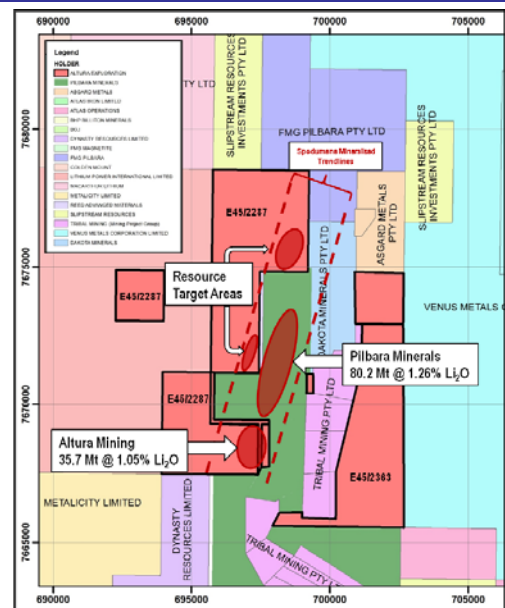 690000
695000
700000
705000
Legend
HOLDER
ALTURA EXPLORATION
PILBARA MINERALS
ASGARD METALS
ATLAS IRON LIMITED
ATLAS OPERATIONS
BHP BILLITON MINERALS
DYNASTY RESOURCES LIMITED
FMG MAGNETITE
FMG PILBARA
GOLDEN MOUNT
LITHIUM POWER INTERNATIONAL LIMITED
METALICITY LIMITED
REED ADVANCED MATERIALS
SLIPSTREAM RESOURCES
TRIBAL MINING (Mining Project Group)
VENUS METALS CORPORATION LIMITED
DAKOTA MINERALS
TY LTD
SLIPSTREAM RESOURCES
INVESTMENTS PTY LTD
FMG PILBARA PTY LTD
Spodumene Mineralised
Trendlines
SLIPSTREAM RESOURCES
INVESTMENTS PTY LTD
ASGARD METALS
PTY LTD
E45/2287
E45/2287
Resource
Target Areas
DAKOTA MINERALS PTY LTD
VENUS METALS C
Pilbara Minerals
80.2 Mt @ 1.26% Li₂O
E45/2287
Altura Mining
35.7 Mt @ 1.05% Li₂O
TRIBAL MINING PTY LTD
E45/2363
METALICITY LIMITED
DYNASTY
RESOURCES LIMITED
TRIBAL MINING PTY LTD
7680000
7675000
7670000
7665000
690000
695000
700000
705000